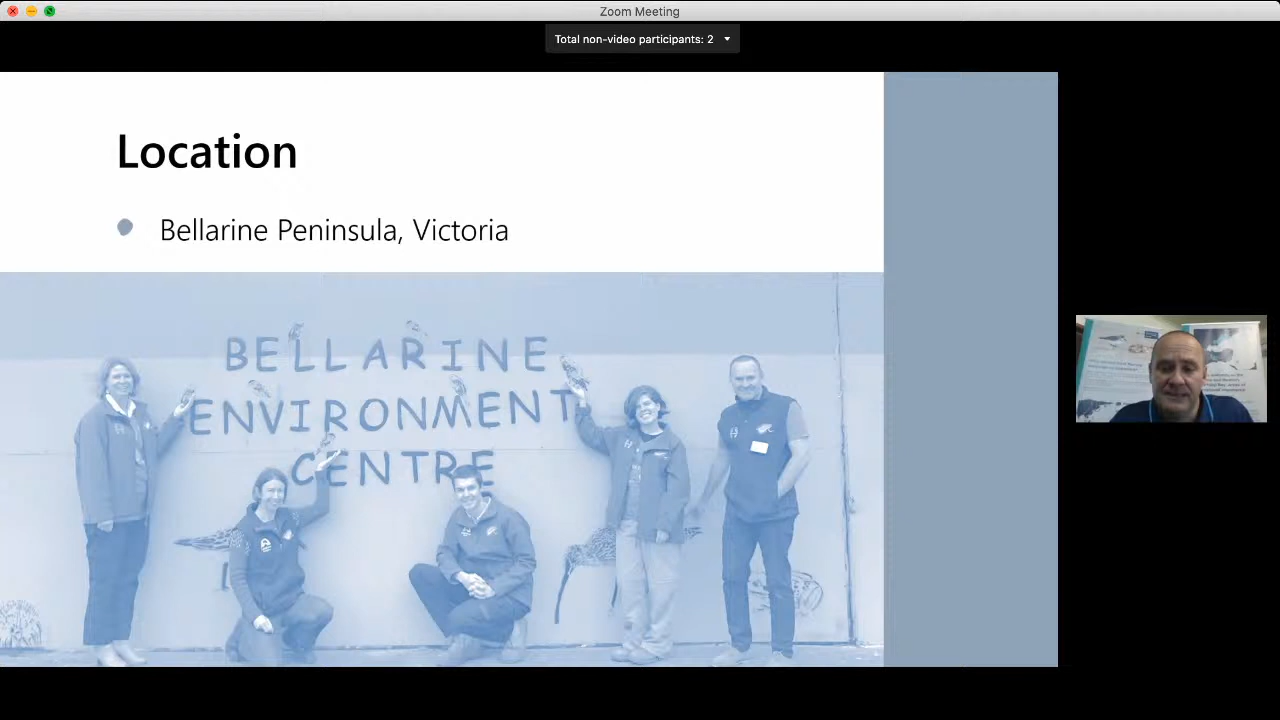 Zoom Meeting
Total non-video participants: 2
Location
Bellarine Peninsula, Victoria
BELLARINE
ENVIRONMENT
CENTRE